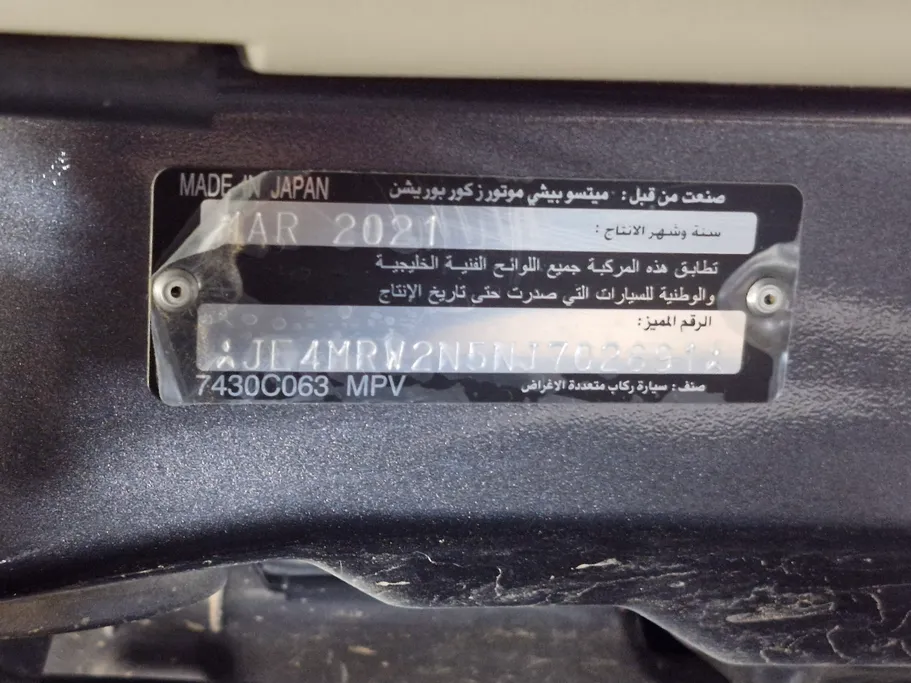 MADE IN JAPAN صنعت من قبل: ميتسوبيشي موتورز كوربوريشن
MAR 2021 سنة وشهر الانتاج:
تطابق هذه المركبة جميع اللوائح الفنية الخليجية
والوطنية للسيارات التي صدرت حتى تاريخ الإنتاج
الرقم المميز:
JE4MRW2N5NJ702691
7430C063 MPV صنف: سيارة ركاب متعددة الاغراض